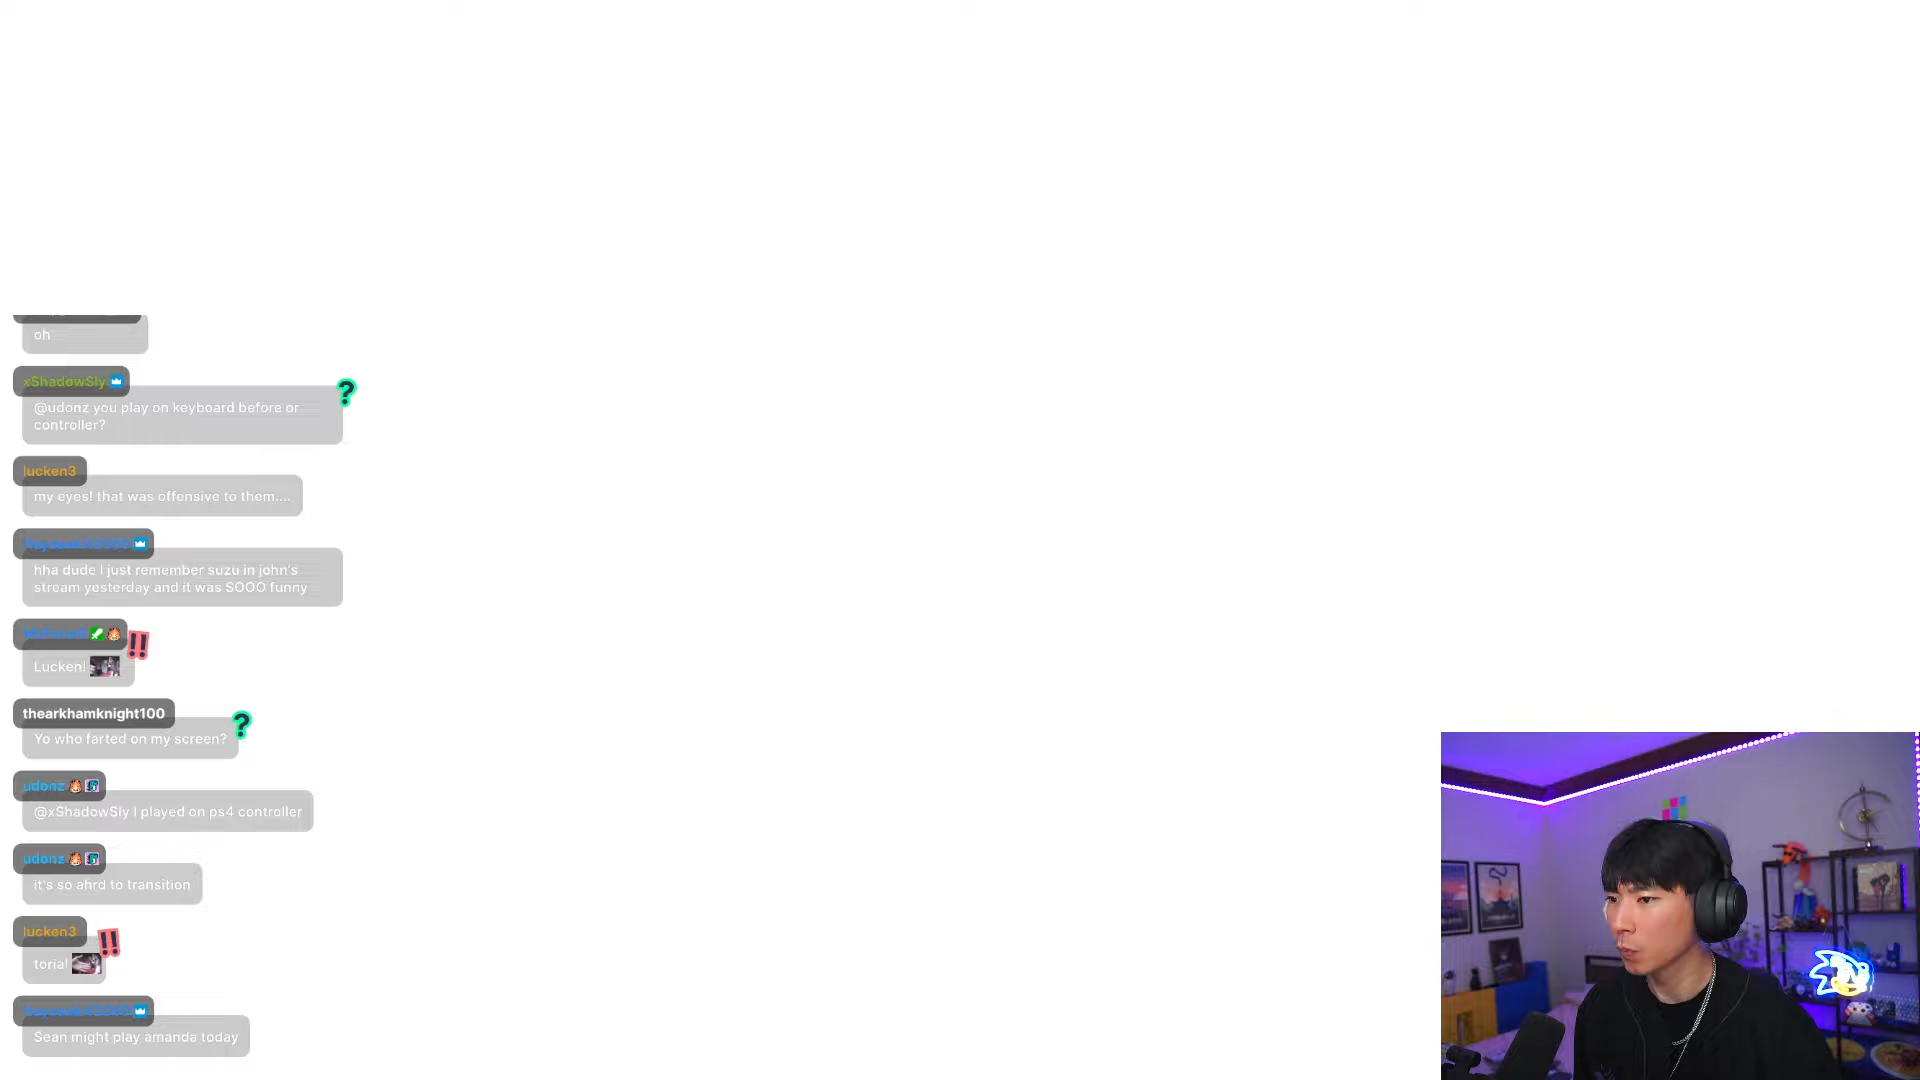 oh
xShadowSly
@udonz you play on keyboard before or
controller?
lucken3
my eyes! that was offensive to them....
hha dude I just remember suzu in john's
stream yesterday and it was SOOO funny
Lucken!
thearkhamknight100
Yo who farted on my screen?
udonz
@xShadowSly I played on ps4 controller
udonz
it's so ahrd to transition
lucken3
toria!
Sean might play amanda today